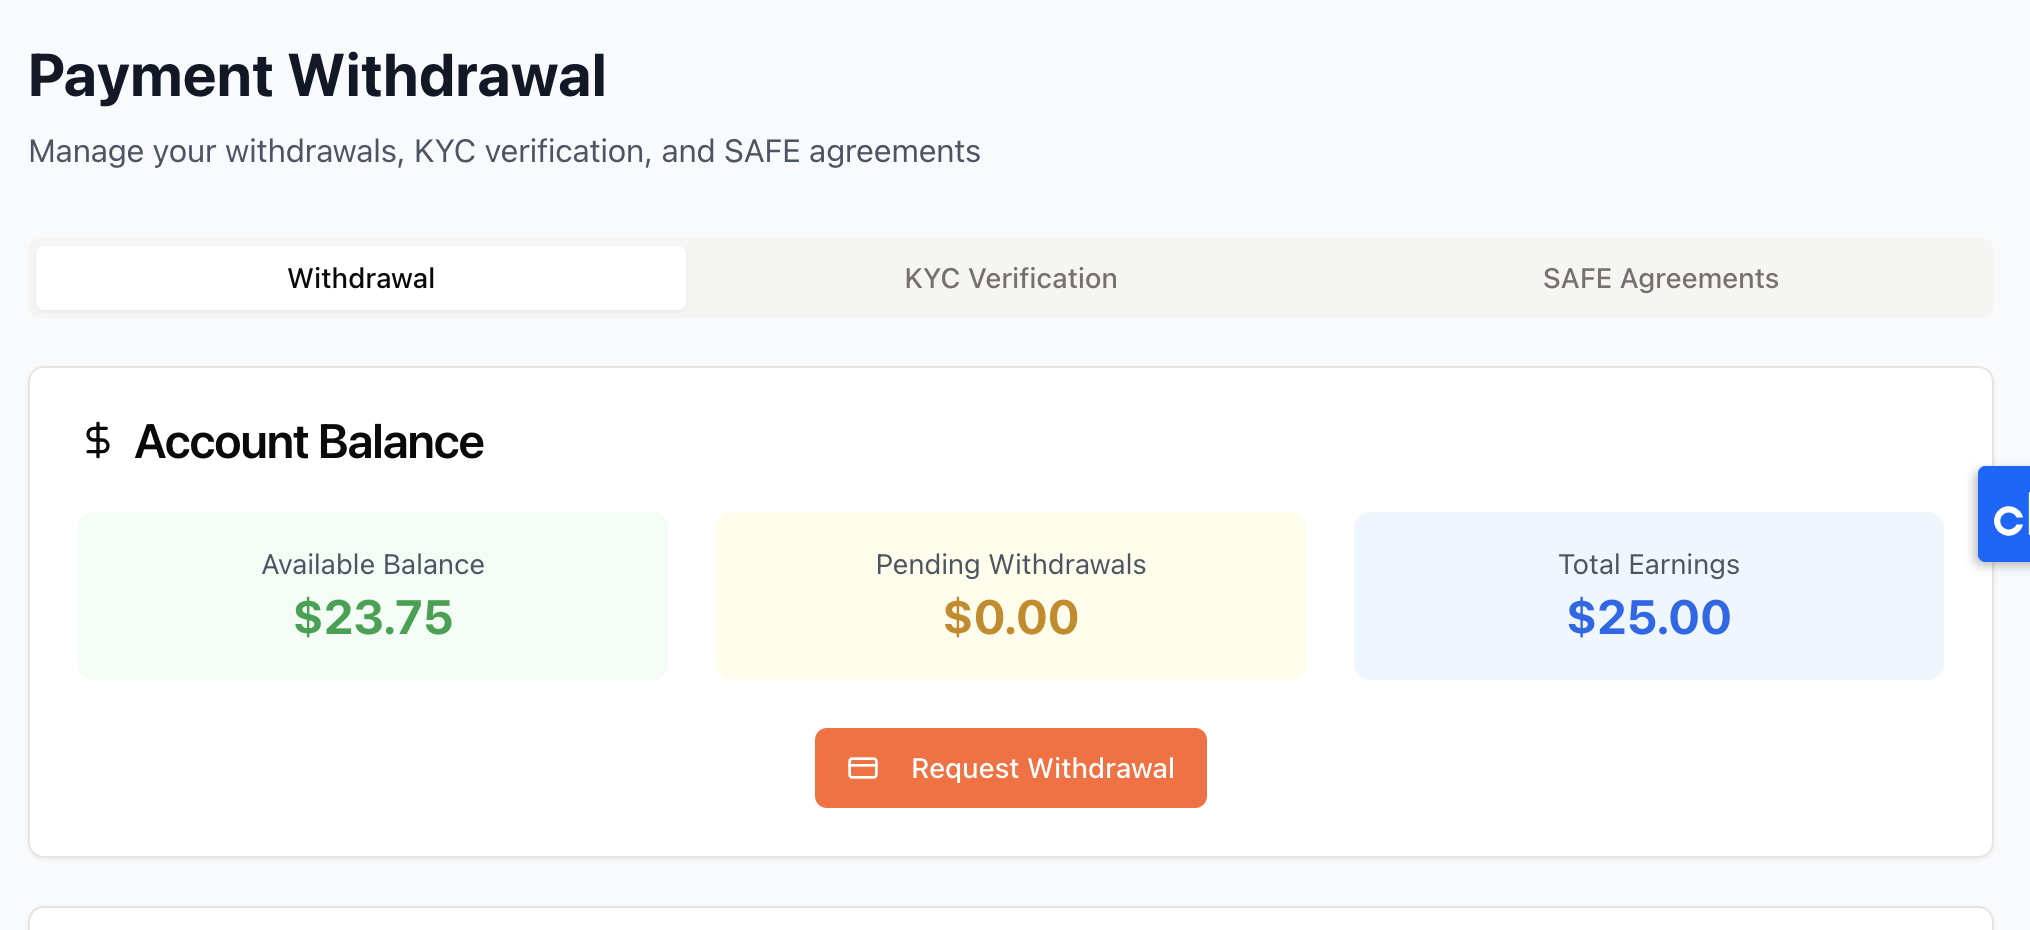 Payment Withdrawal
Manage your withdrawals, KYC verification, and SAFE agreements
Withdrawal
KYC Verification
SAFE Agreements
$ Account Balance
Available Balance
$23.75
Pending Withdrawals
$0.00
Total Earnings
$25.00
Request Withdrawal